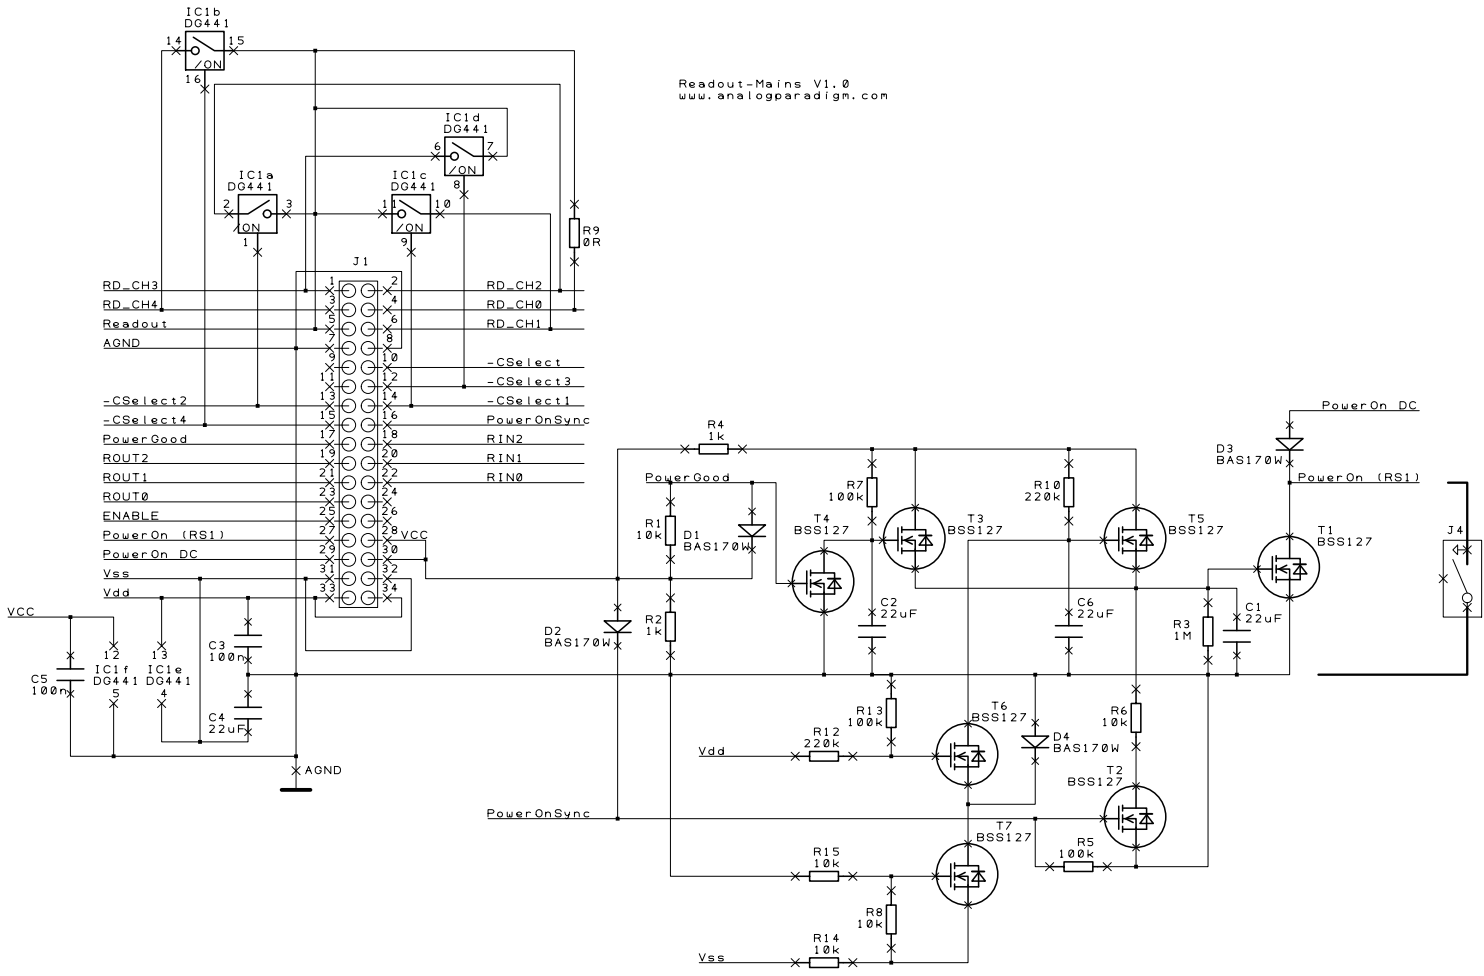 Readout-Mains V1.0
www.analogparadigm.com
IC1b
DG441
14
15
/ON
16
IC1d
DG441
6
7
/ON
8
IC1a
DG441
2
3
/ON
1
IC1c
DG441
11
10
/ON
9
R9
0R
J1
RD_CH3
1
2
RD_CH2
RD_CH4
3
4
RD_CH0
Readout
5
6
RD_CH1
AGND
7
8
9
10
-CSelect
11
12
-CSelect3
-CSelect2
13
14
-CSelect1
-CSelect4
15
16
PowerOnSync
PowerGood
17
18
RIN2
ROUT2
19
20
RIN1
ROUT1
21
22
RIN0
ROUT0
23
24
ENABLE
25
26
PowerOn (RS1)
27
28
VCC
PowerOn DC
29
30
Vss
31
32
Vdd
33
34
VCC
C5
100n
12
IC1f
DG441
5
13
IC1e
DG441
4
C3
100n
C4
22uF
AGND
R4
1k
PowerGood
R1
10k
D1
BAS170W
R2
1k
D2
BAS170W
T4
BSS127
R7
100k
T3
BSS127
C2
22uF
R10
220k
C6
22uF
T5
BSS127
PowerOn DC
D3
BAS170W
PowerOn (RS1)
T1
BSS127
J4
R3
1M
C1
22uF
R13
100k
Vdd
R12
220k
T6
BSS127
D4
BAS170W
R6
10k
T2
BSS127
PowerOnSync
T7
BSS127
R5
100k
R15
10k
R8
10k
Vss
R14
10k